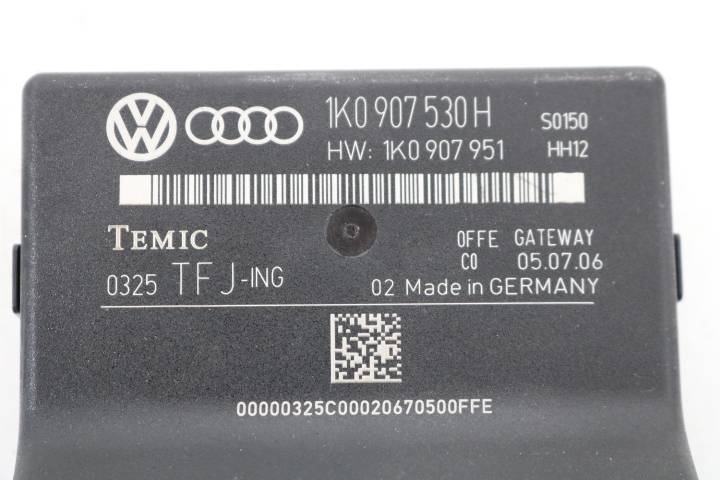 1K0 907 530 H S0150
HW: 1K0 907 951 HH12
TEMIC 0FFE GATEWAY
C0 05.07.06
0325 TFJ-ING 02 Made in GERMANY
00000325C00020670500FFE